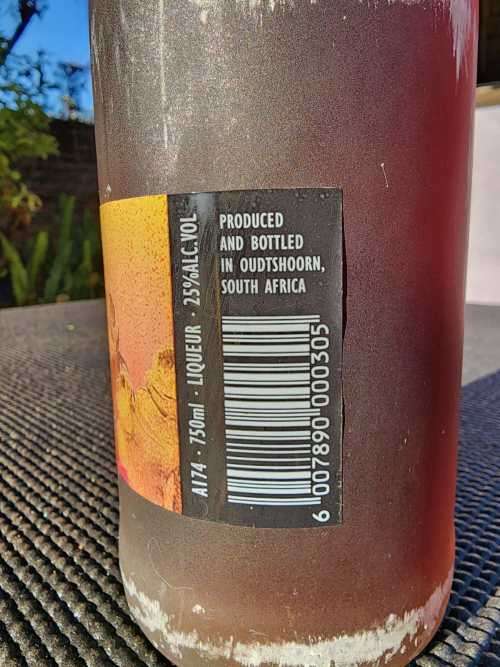 PRODUCED
AND BOTTLED
IN OUDTSHOORN,
SOUTH AFRICA
A174 · 750ml · LIQUEUR · 25%ALC.VOL
6 007890 000305